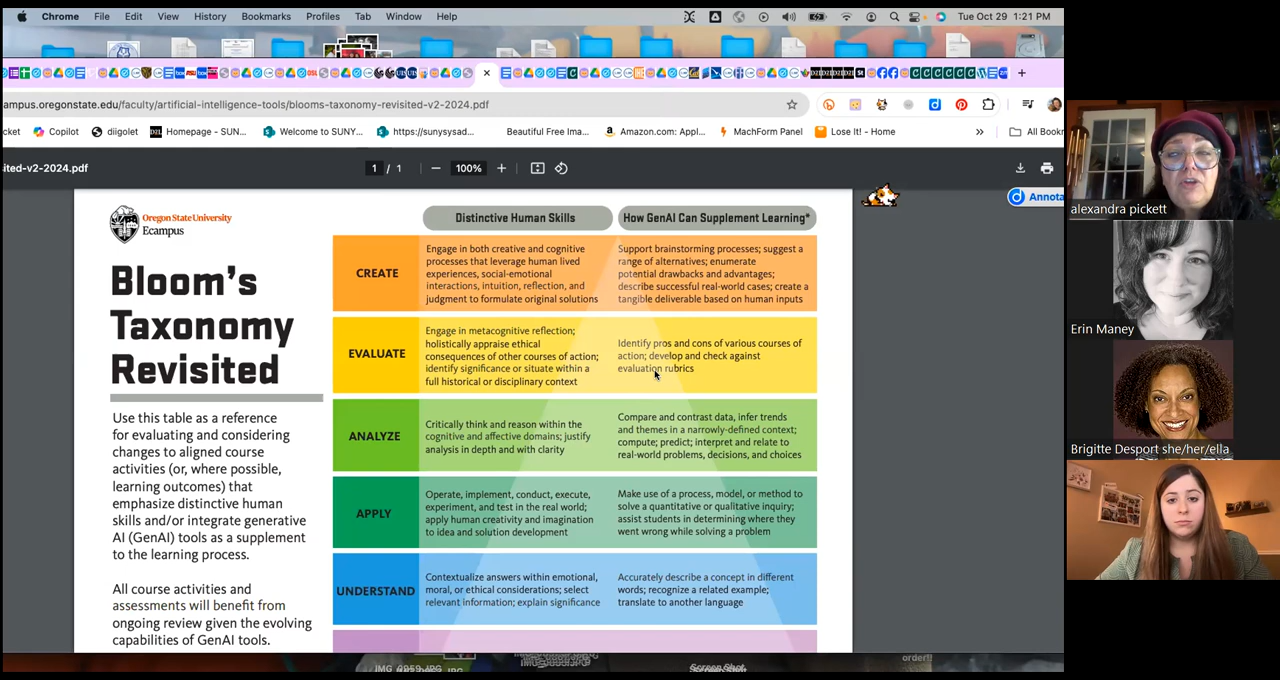 Chrome File Edit View History Bookmarks Profiles Tab Window Help
Tue Oct 29 1:21 PM
campus.oregonstate.edu/faculty/artificial-intelligence-tools/blooms-taxonomy-revisited-v2-2024.pdf
cket Copilot diigolet Homepage - SUN... Welcome to SUNY... https://sunysysad... Beautiful Free Ima... Amazon.com: Appl... MachForm Panel Lose It! - Home » All Bookr
ited-v2-2024.pdf
1 / 1
100%
Annota
Oregon State University
Ecampus
Bloom's
Taxonomy
Revisited
Use this table as a reference
for evaluating and considering
changes to aligned course
activities (or, where possible,
learning outcomes) that
emphasize distinctive human
skills and/or integrate generative
AI (GenAI) tools as a supplement
to the learning process.
All course activities and
assessments will benefit from
ongoing review given the evolving
capabilities of GenAI tools.
Distinctive Human Skills
How GenAI Can Supplement Learning*
CREATE
Engage in both creative and cognitive
processes that leverage human lived
experiences, social-emotional
interactions, intuition, reflection, and
judgment to formulate original solutions
Support brainstorming processes; suggest a
range of alternatives; enumerate
potential drawbacks and advantages;
describe successful real-world cases; create a
tangible deliverable based on human inputs
EVALUATE
Engage in metacognitive reflection;
holistically appraise ethical
consequences of other courses of action;
identify significance or situate within a
full historical or disciplinary context
Identify pros and cons of various courses of
action; develop and check against
evaluation rubrics
ANALYZE
Critically think and reason within the
cognitive and affective domains; justify
analysis in depth and with clarity
Compare and contrast data, infer trends
and themes in a narrowly-defined context;
compute; predict; interpret and relate to
real-world problems, decisions, and choices
APPLY
Operate, implement, conduct, execute,
experiment, and test in the real world;
apply human creativity and imagination
to idea and solution development
Make use of a process, model, or method to
solve a quantitative or qualitative inquiry;
assist students in determining where they
went wrong while solving a problem
UNDERSTAND
Contextualize answers within emotional,
moral, or ethical considerations; select
relevant information; explain significance
Accurately describe a concept in different
words; recognize a related example;
translate to another language
alexandra pickett
Erin Maney
Brigitte Desport she/her/ella